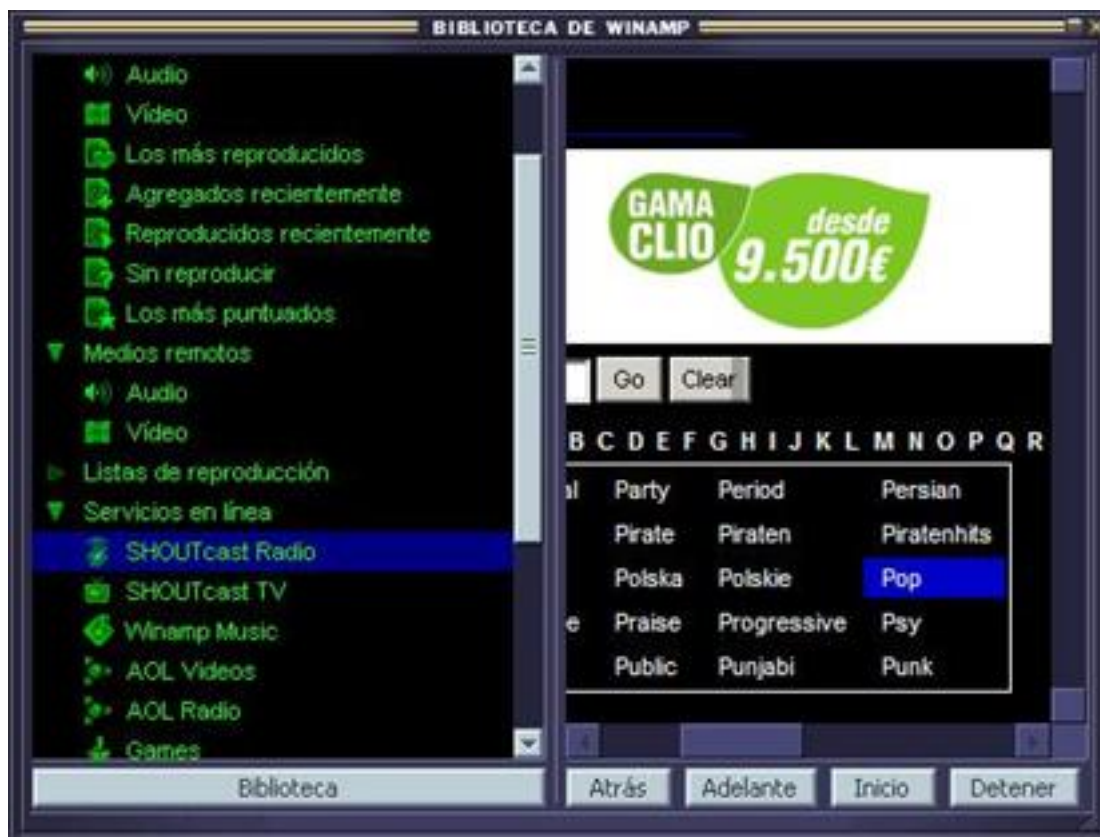 BIBLIOTECA DE WINAMP
Audio
Vídeo
Los más reproducidos
Agregados recientemente
Reproducidos recientemente
Sin reproducir
Los más puntuados
Medios remotos
Audio
Vídeo
Listas de reproducción
Servicios en línea
SHOUTcast Radio
SHOUTcast TV
Winamp Music
AOL Videos
AOL Radio
Games
Biblioteca
GAMA
CLIO
desde
9.500€
Go Clear
B C D E F G H I J K L M N O P Q R
al Party Period Persian
Pirate Piraten Piratenhits
Polska Polskie Pop
e Praise Progressive Psy
Public Punjabi Punk
Atrás Adelante Inicio Detener